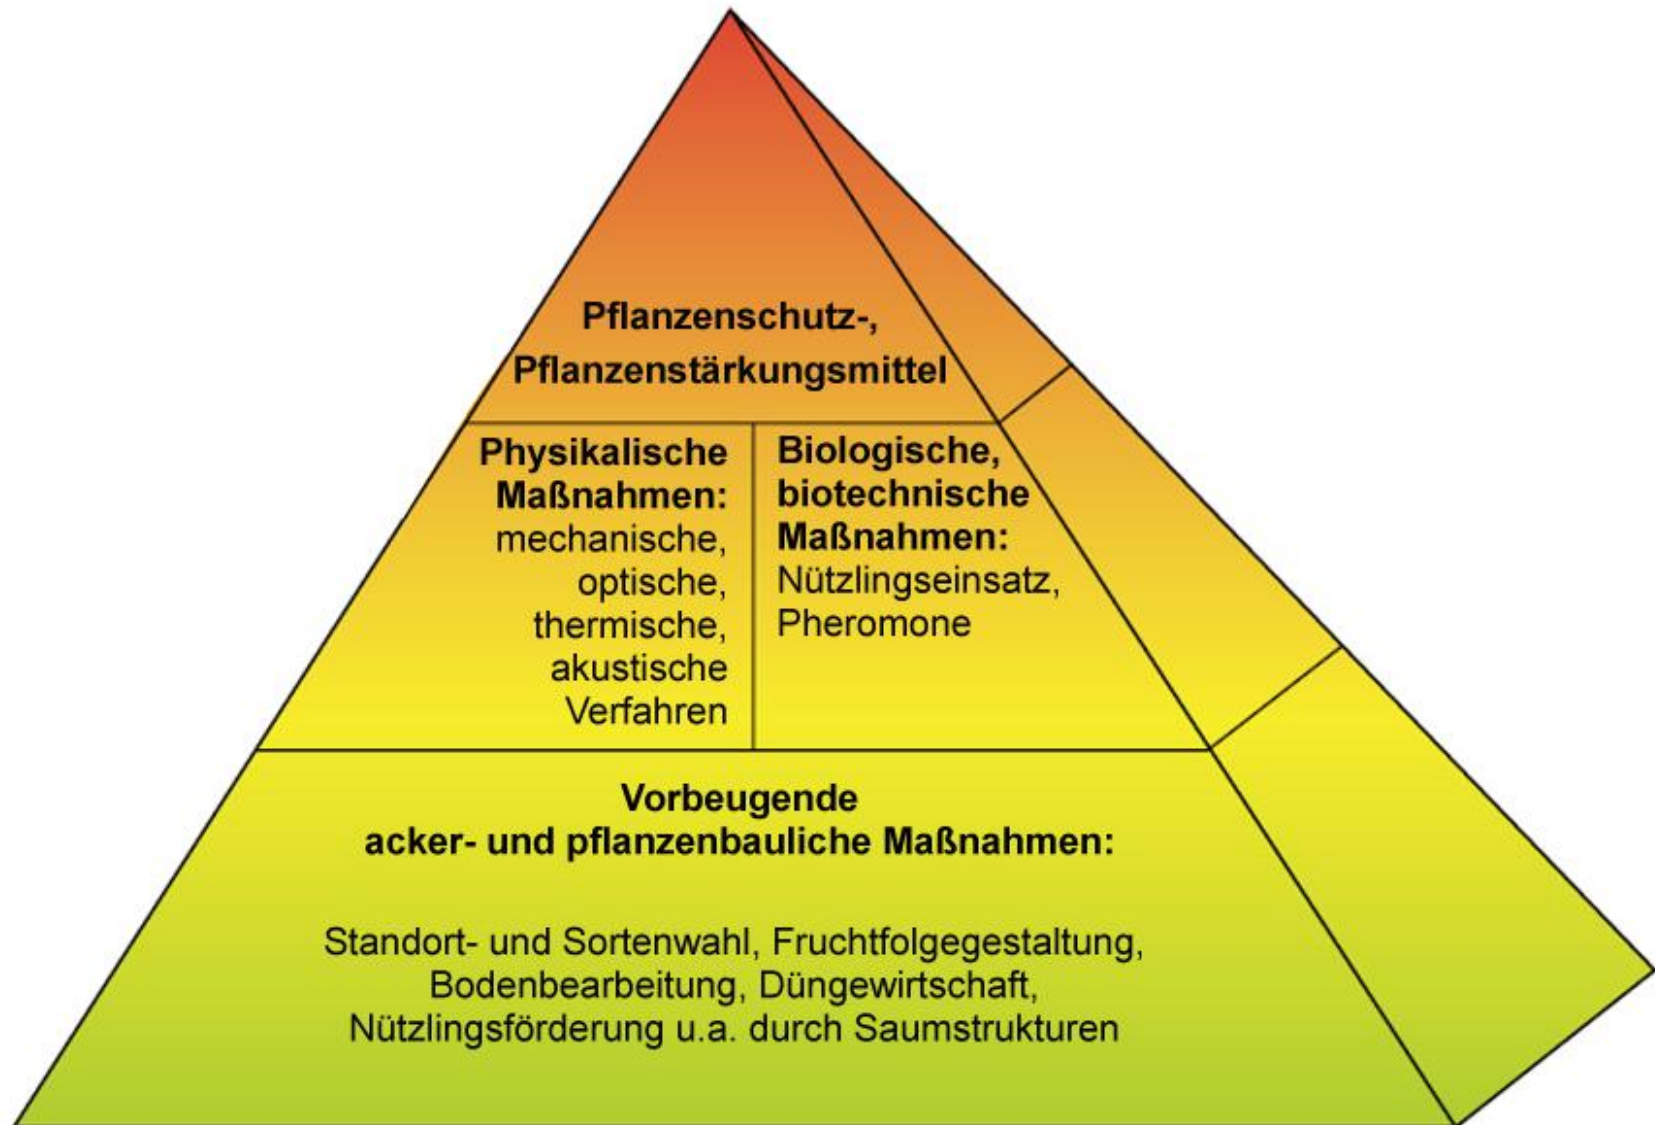 Pflanzenschutz-,
Pflanzenstärkungsmittel
Physikalische
Maßnahmen:
mechanische,
optische,
thermische,
akustische
Verfahren
Biologische,
biotechnische
Maßnahmen:
Nützlingseinsatz,
Pheromone
Vorbeugende
acker- und pflanzenbauliche Maßnahmen:
Standort- und Sortenwahl, Fruchtfolgegestaltung,
Bodenbearbeitung, Düngewirtschaft,
Nützlingsförderung u.a. durch Saumstrukturen